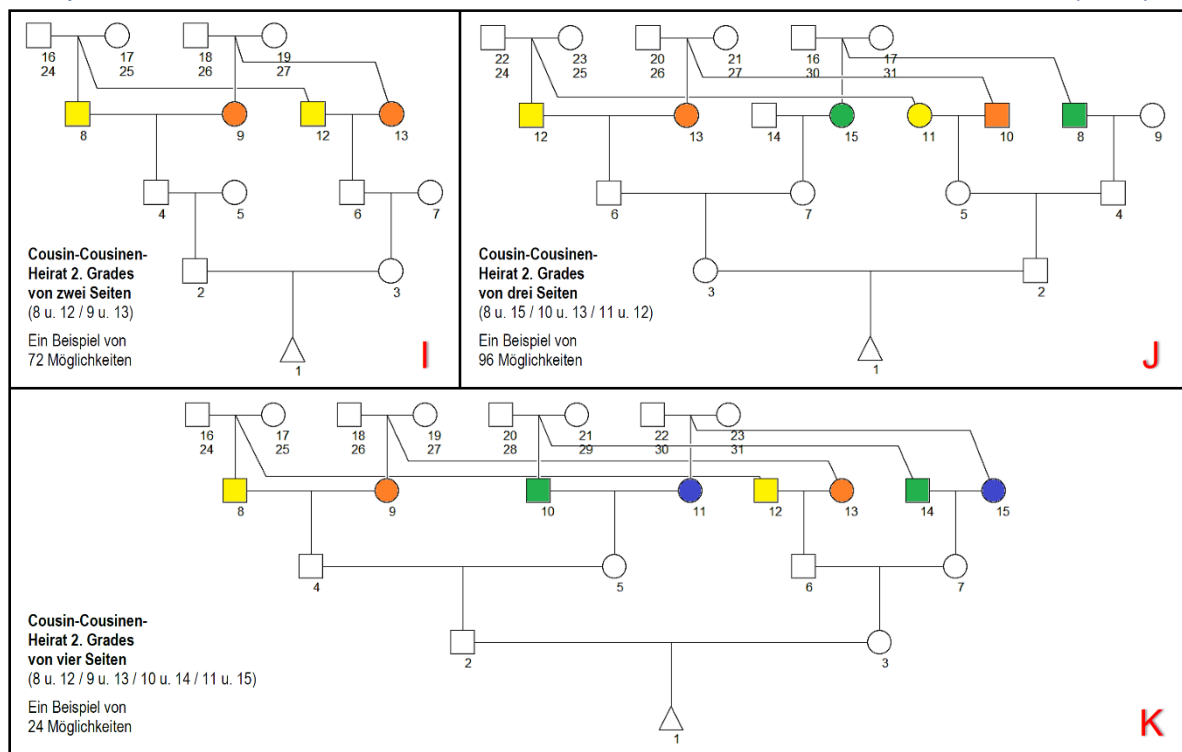 16 17 18 19
24 25 26 27
8 9 12 13
4 5 6 7
Cousin-Cousinen-
Heirat 2. Grades
von zwei Seiten
(8 u. 12 / 9 u. 13)
Ein Beispiel von
72 Möglichkeiten
2 3
1
I
22 23 20 21 16 17
24 25 26 27 30 31
12 13 14 15 11 10 8 9
6 7 5 4
Cousin-Cousinen-
Heirat 2. Grades
von drei Seiten
(8 u. 15 / 10 u. 13 / 11 u. 12)
Ein Beispiel von
96 Möglichkeiten
3 2
1
J
16 17 18 19 20 21 22 23
24 25 26 27 28 29 30 31
8 9 10 11 12 13 14 15
4 5 6 7
Cousin-Cousinen-
Heirat 2. Grades
von vier Seiten
(8 u. 12 / 9 u. 13 / 10 u. 14 / 11 u. 15)
Ein Beispiel von
24 Möglichkeiten
2 3
1
K